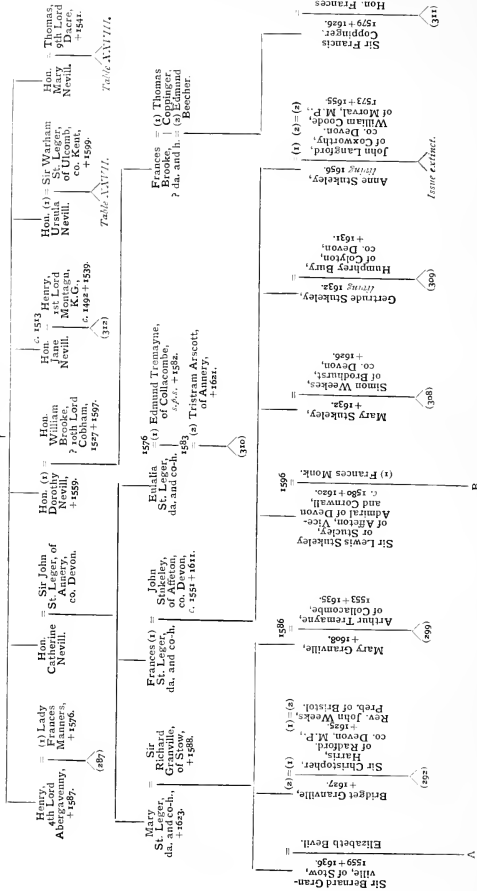 Henry,
4th Lord
Abergavenny,
+1587.
= (1) Lady
Frances
Manners,
+1576.
(287)
Hon.
Catherine
Nevill.
= Sir John
St. Leger, of
Annery,
co. Devon.
Hon. (1) =
Dorothy
Nevill,
+1559.
Hon.
William
Brooke,
? 10th Lord
Cobham,
1527+1597.
c. 1513
Hon. =
Jane
Nevill.
Henry,
1st Lord
Montagu,
K.G.,
c. 1492+1539.
(312)
Hon. (1) =
Ursula
Nevill.
Sir Warham
St. Leger,
of Ulcomb,
co. Kent,
+1599.
Table XXVII.
Hon.
Mary
Nevill.
= Thomas,
9th Lord
Dacre,
+1541.
Table XXVIII.
Mary
St. Leger,
da. and co-h.,
+1623.
= Sir
Richard
Granville,
of Stow,
+1588.
Frances (1) =
St. Leger,
da. and co-h.
John
Stukeley,
of Affeton,
co. Devon,
c. 1551+1611.
Eulalia
St. Leger,
da. and co-h.
1576
= (1) Edmund Tremayne,
of Collacombe,
s.p.s. +1582.
1583
= (2) Tristram Arscott,
of Annery,
+1621.
(310)
Frances
Brooke,
? da. and h.
= (1) Thomas
Coppinger.
= (2) Edmund
Beecher.
Sir Bernard Gran-
ville, of Stow,
1559+1636
=
Elizabeth Bevil.
A
Bridget Granville,
+1627.
(2) = (1)
Sir Christopher
Harris,
of Radford,
co. Devon, M.P.,
+1625.
(1) = (2)
Rev. John Weekes,
Preb. of Bristol.
(292)
Mary Granville,
+1608.
1586
=
Arthur Tremayne,
of Collacombe,
1553+1635.
(299)
Sir Lewis Stukeley
or Stucley,
of Affeton, Vice-
Admiral of Devon
and Cornwall,
c. 1580+1620.
1596
=
(1) Frances Monk.
B
Mary Stukeley,
+1632.
=
Simon Weekes,
of Brodhurst,
co. Devon,
+1626.
(308)
Gertrude Stukeley,
living 1632.
=
Humphrey Bury,
of Colyton,
co. Devon,
+1631.
(309)
Anne Stukeley,
living 1656.
(1)
John Langford,
of Coxworthy,
co. Devon.
(2) = (2)
William Coode,
of Morval, M.P.,
1573+1655.
Issue extinct.
Sir Francis
Coppinger.
1579+1626.
=
Hon. Frances
(311)